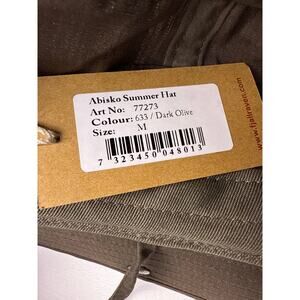 Abisko Summer Hat
Art No: 77273
Colour: 633 / Dark Olive
Size: M
7 323450 048013
www.fjallraven.com